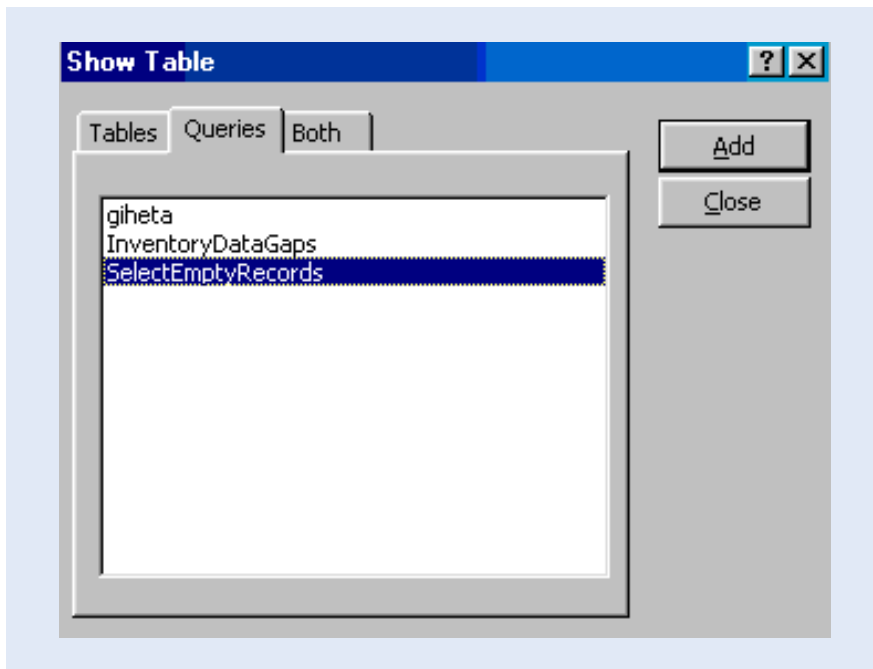 Show Table
?
Tables Queries Both
Add
Close
giheta
InventoryDataGaps
SelectEmptyRecords